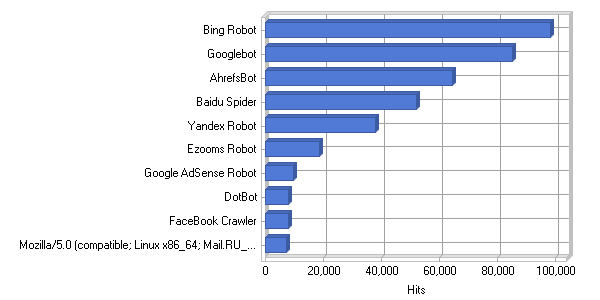 Bing Robot
Googlebot
AhrefsBot
Baidu Spider
Yandex Robot
Ezooms Robot
Google AdSense Robot
DotBot
FaceBook Crawler
Mozilla/5.0 (compatible; Linux x86_64; Mail.RU_...
0 20,000 40,000 60,000 80,000 100,000
Hits